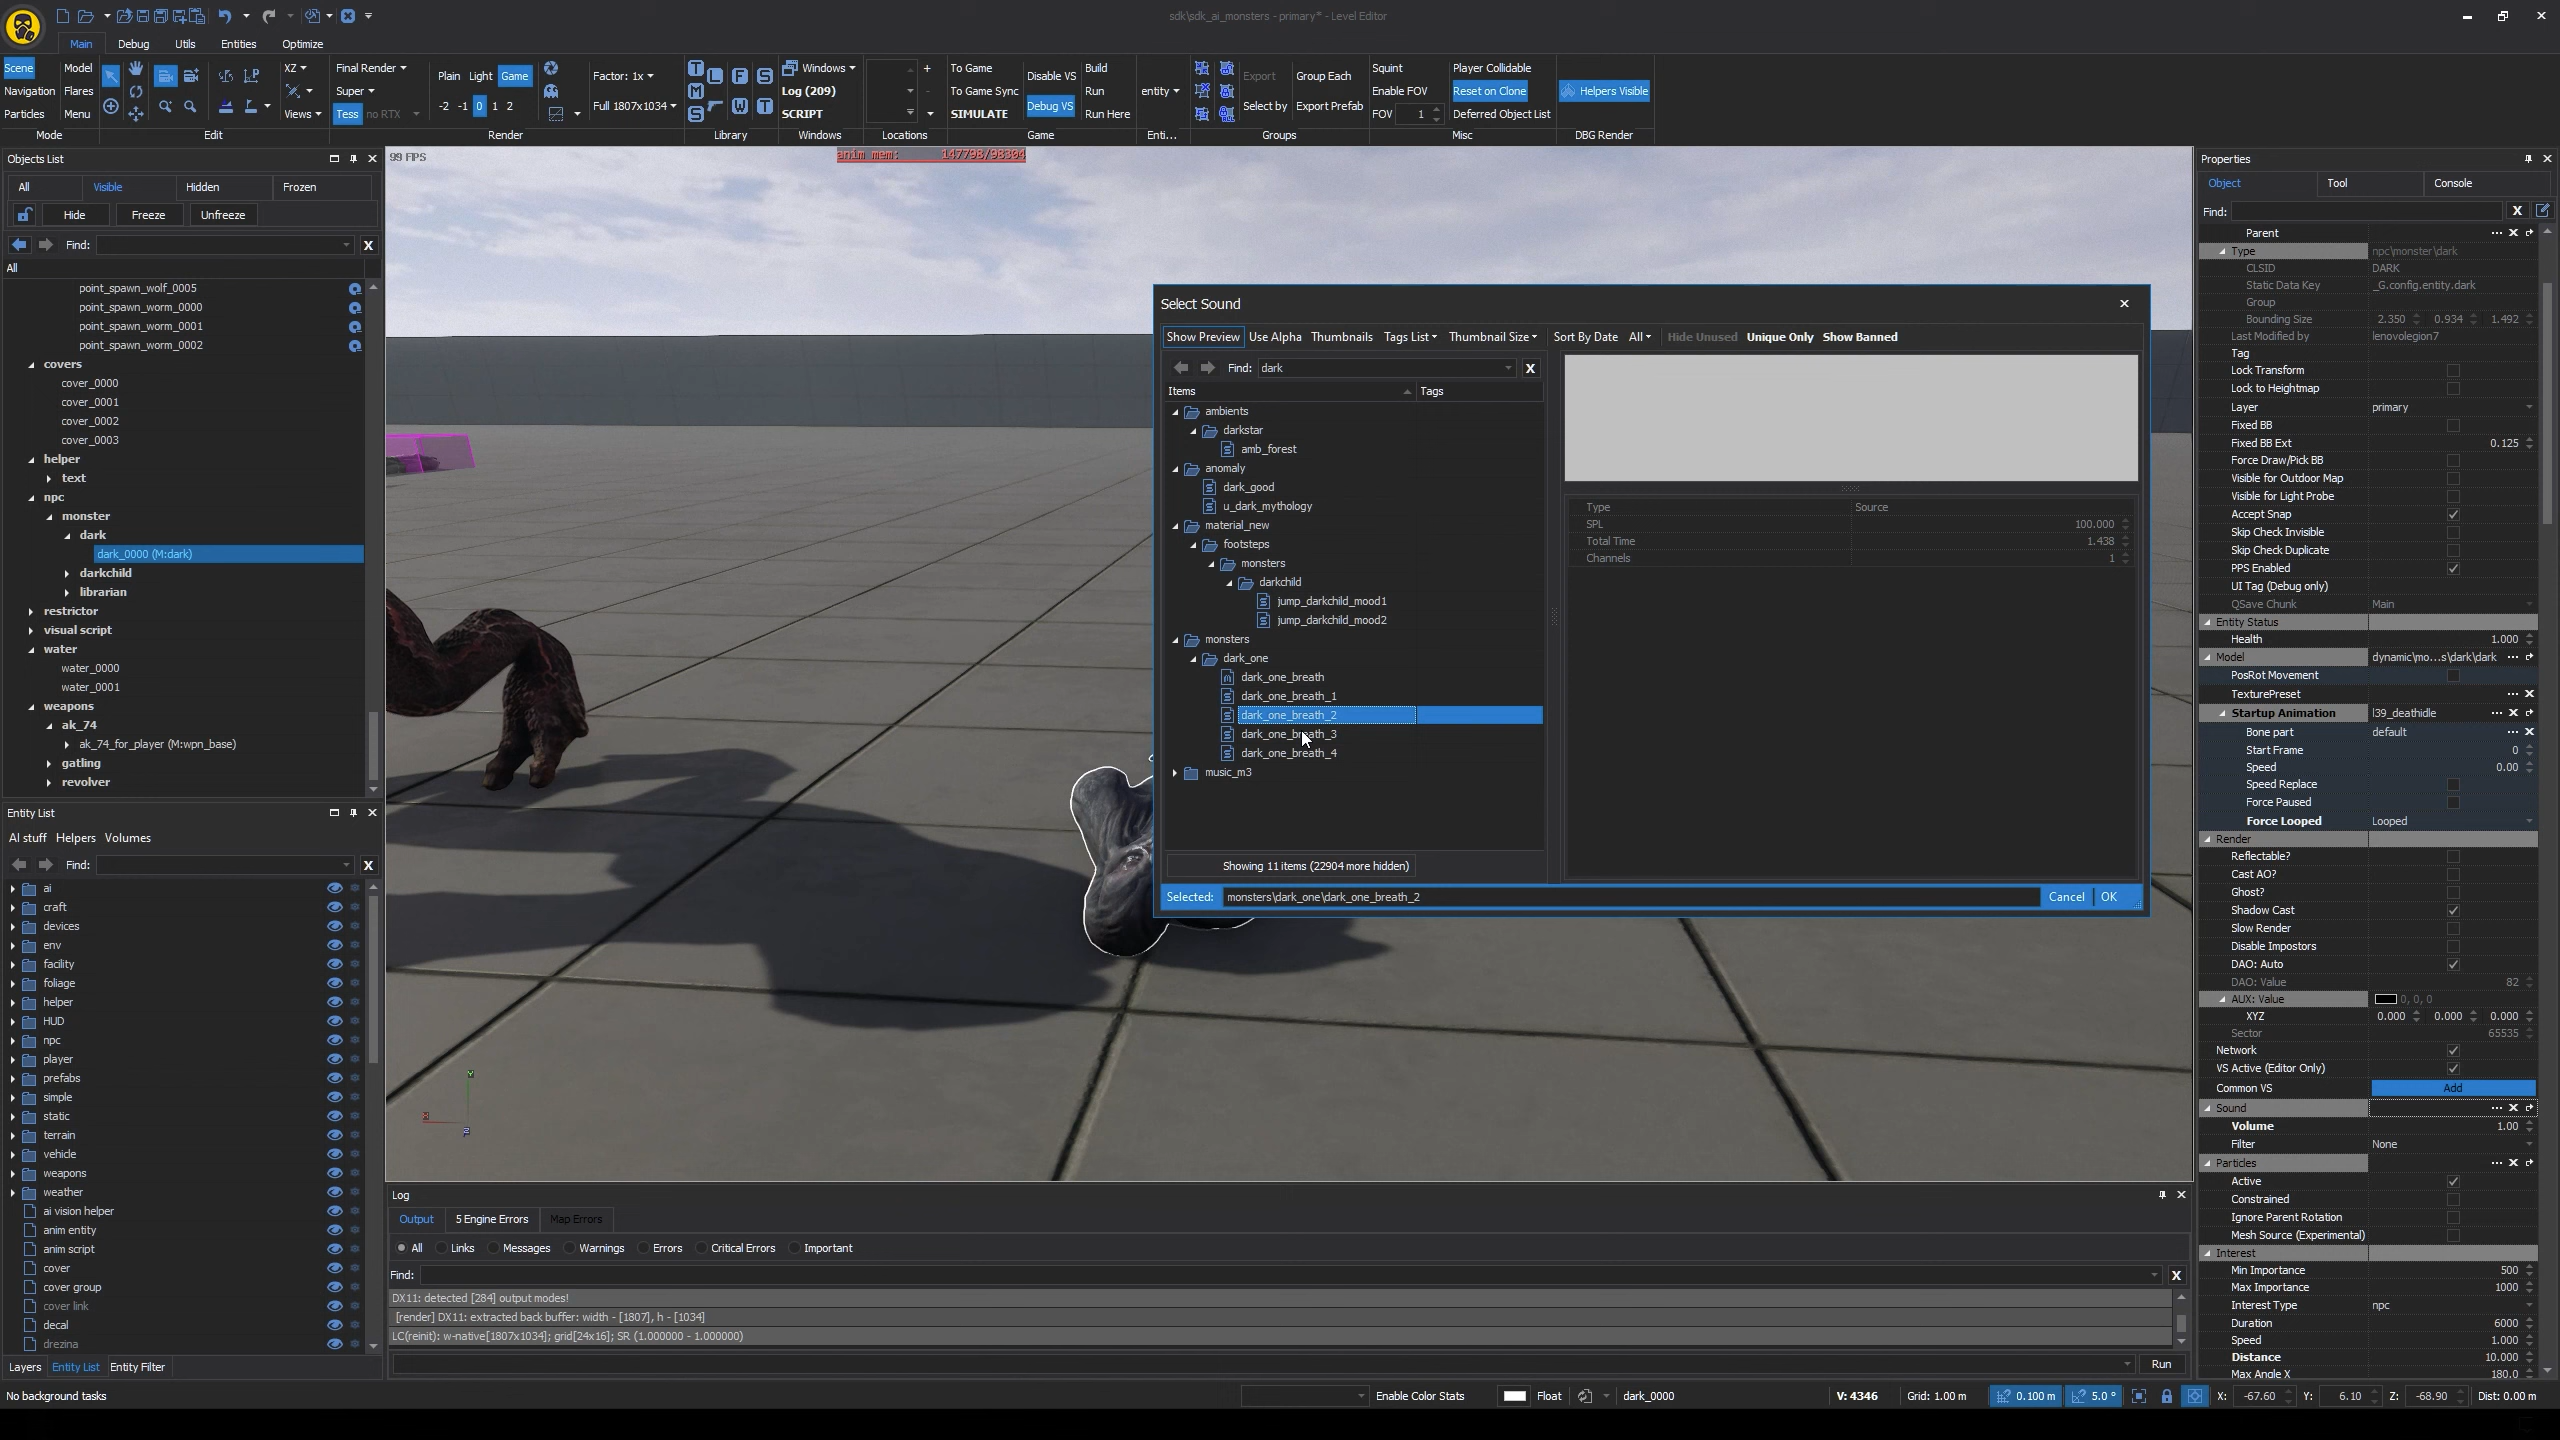 sdk\sdk_ai_monsters - primary* - Level Editor
Main Debug Utils Entities Optimize
Scene Model XZ Final Render Plain Light Game Factor: 1x Windows To Game Disable VS Build Export Group Each Squint Player Collidable
Navigation Flares Super Log (209) To Game Sync Run entity Enable FOV Reset on Clone Helpers Visible
Particles Menu Views Tess no RTX -2 -1 0 1 2 Full 1807x1034 SCRIPT SIMULATE Debug VS Run Here Select by Export Prefab FOV 1 Deferred Object List
Mode Edit Render Library Windows Locations Game Enti... Groups Misc DBG Render
Objects List
All Visible Hidden Frozen
Hide Freeze Unfreeze
Find: X
All
point_spawn_wolf_0005
point_spawn_worm_0000
point_spawn_worm_0001
point_spawn_worm_0002
covers
cover_0000
cover_0001
cover_0002
cover_0003
helper
text
npc
monster
dark
dark_0000 (M:dark)
darkchild
librarian
restrictor
visual script
water
water_0000
water_0001
weapons
ak_74
ak_74_for_player (M:wpn_base)
gatling
revolver
Entity List
AI stuff Helpers Volumes
Find: X
ai
craft
devices
env
facility
foliage
helper
HUD
npc
player
prefabs
simple
static
terrain
vehicle
weapons
weather
ai vision helper
anim entity
anim script
cover
cover group
cover link
decal
drezina
Layers Entity List Entity Filter
99 FPS
anim mem: 147798/98304
Select Sound
Show Preview Use Alpha Thumbnails Tags List Thumbnail Size Sort By Date All Hide Unused Unique Only Show Banned
Find: dark X
Items Tags
ambients
darkstar
amb_forest
anomaly
dark_good
u_dark_mythology
material_new
footsteps
monsters
darkchild
jump_darkchild_mood1
jump_darkchild_mood2
monsters
dark_one
dark_one_breath
dark_one_breath_1
dark_one_breath_2
dark_one_breath_3
dark_one_breath_4
music_m3
Showing 11 items (22904 more hidden)
Type Source
SPL 100.000
Total Time 1.438
Channels 1
Selected: monsters\dark_one\dark_one_breath_2 Cancel OK
Log
Output 5 Engine Errors Map Errors
All Links Messages Warnings Errors Critical Errors Important
Find: X
DX11: detected [284] output modes!
[render] DX11: extracted back buffer: width - [1807], h - [1034]
LC(reinit): w-native[1807x1034]; grid[24x16]; SR (1.000000 - 1.000000)
Run
Properties
Object Tool Console
Find: X
Parent
Type npc\monster\dark
CLSID DARK
Static Data Key _G.config.entity.dark
Group
Bounding Size 2.350 0.934 1.492
Last Modified by lenovolegion7
Tag
Lock Transform
Lock to Heightmap
Layer primary
Fixed BB
Fixed BB Ext 0.125
Force Draw/Pick BB
Visible for Outdoor Map
Visible for Light Probe
Accept Snap
Skip Check Invisible
Skip Check Duplicate
PPS Enabled
UI Tag (Debug only)
QSave Chunk Main
Entity Status
Health 1.000
Model dynamic\mo...s\dark\dark
PosRot Movement
TexturePreset
Startup Animation l39_deathidle
Bone part default
Start Frame 0
Speed 0.00
Speed Replace
Force Paused
Force Looped Looped
Render
Reflectable?
Cast AO?
Ghost?
Shadow Cast
Slow Render
Disable Impostors
DAO: Auto
DAO: Value 82
AUX: Value 0, 0, 0
XYZ 0.000 0.000 0.000
Sector 65535
Network
VS Active (Editor Only)
Common VS Add
Sound
Volume 1.00
Filter None
Particles
Active
Constrained
Ignore Parent Rotation
Mesh Source (Experimental)
Interest
Min Importance 500
Max Importance 1000
Interest Type npc
Duration 6000
Speed 1.000
Distance 10.000
Max Angle X 180.0
No background tasks Enable Color Stats Float dark_0000 V: 4346 Grid: 1.00 m 0.100 m 5.0 ° X: -67.60 Y: 6.10 Z: -68.90 Dist: 0.00 m